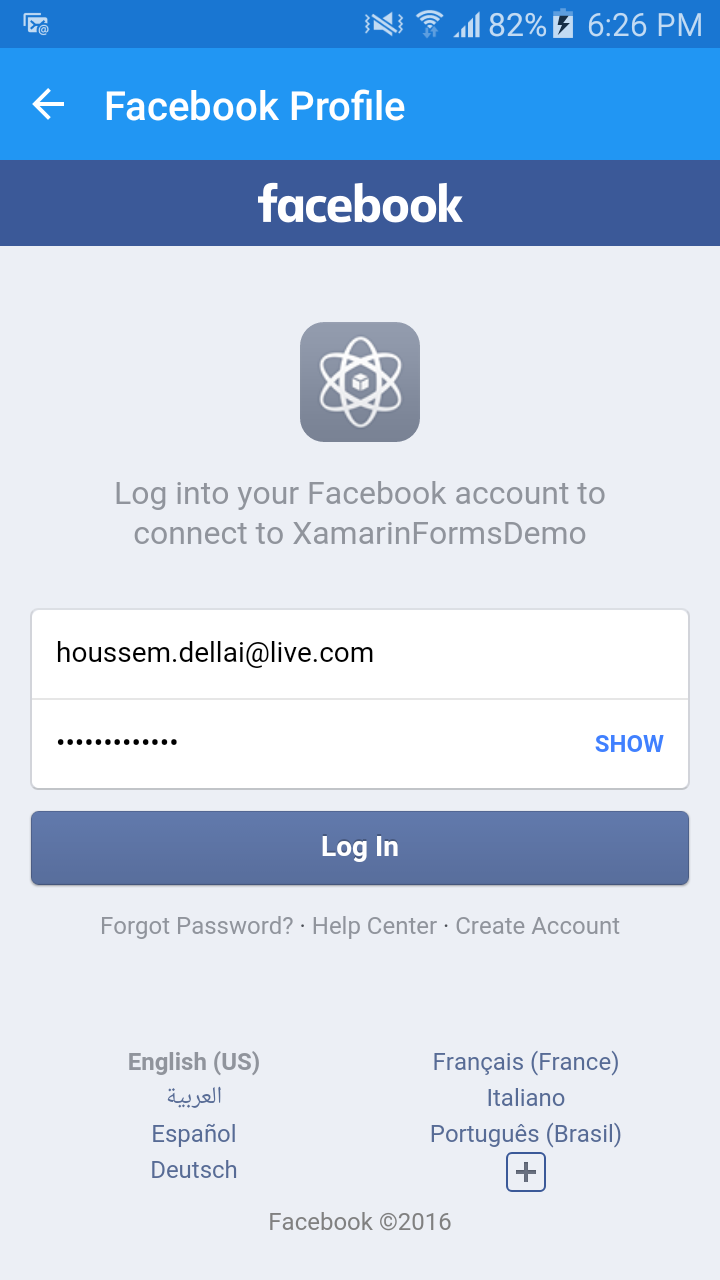 82% 6:26 PM
Facebook Profile
facebook
Log into your Facebook account to
connect to XamarinFormsDemo
houssem.dellai@live.com
•••••••••••••
SHOW
Log In
Forgot Password? · Help Center · Create Account
English (US)
العربية
Español
Deutsch
Français (France)
Italiano
Português (Brasil)
Facebook ©2016